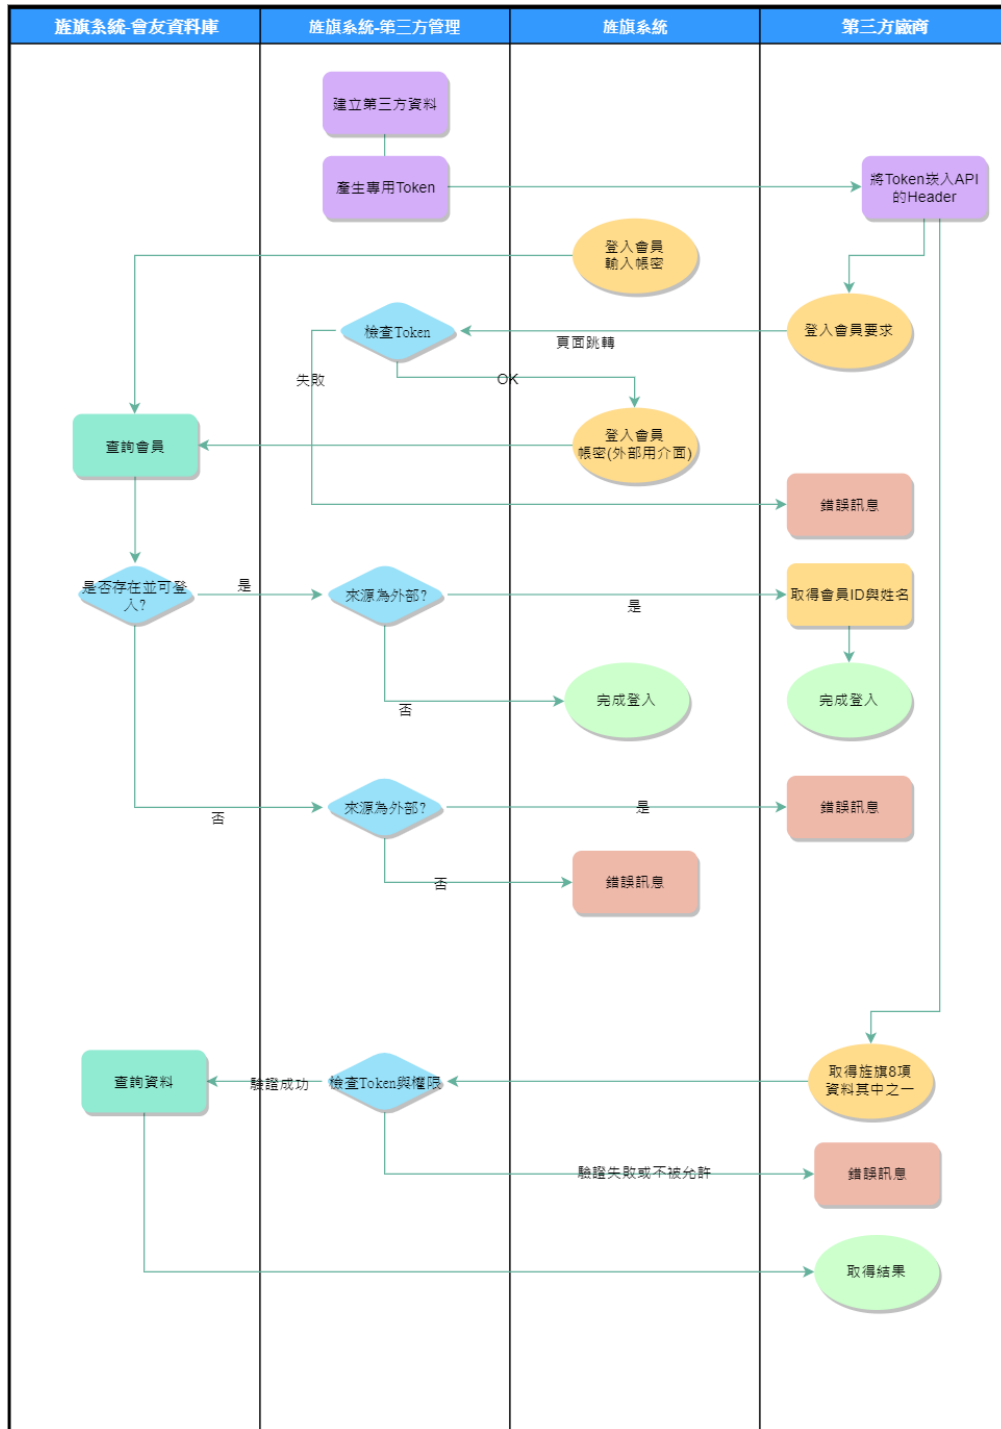 旌旗系統-會友資料庫
旌旗系統-第三方管理
旌旗系統
第三方廠商
建立第三方資料
產生專用Token
將Token崁入API
的Header
登入會員
輸入帳密
檢查Token
頁面跳轉
登入會員要求
失敗
OK
查詢會員
登入會員
帳密(外部用介面)
錯誤訊息
是否存在並可登
入?
是
來源為外部?
是
取得會員ID與姓名
否
完成登入
完成登入
否
來源為外部?
是
錯誤訊息
否
錯誤訊息
查詢資料
驗證成功
檢查Token與權限
取得旌旗8項
資料其中之一
驗證失敗或不被允許
錯誤訊息
取得結果